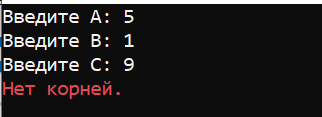 Введите A: 5
Введите B: 1
Введите C: 9
Нет корней.